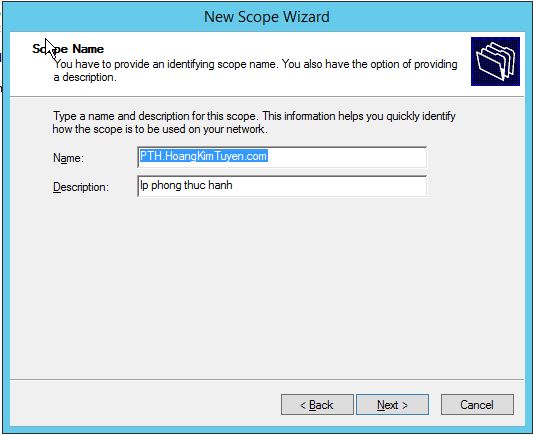 New Scope Wizard
Scope Name
You have to provide an identifying scope name. You also have the option of providing
a description.
Type a name and description for this scope. This information helps you quickly identify
how the scope is to be used on your network.
Name:
PTH.HoangKimTuyen.com
Description:
Ip phong thuc hanh
< Back
Next >
Cancel